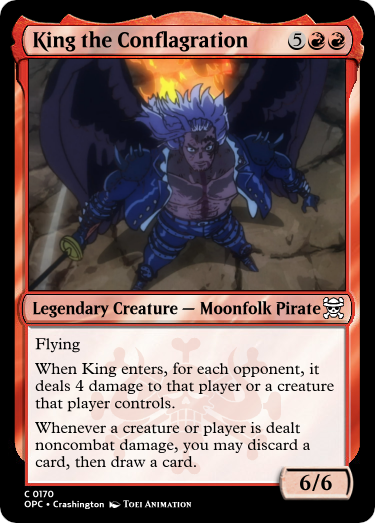 King the Conflagration 5
Legendary Creature — Moonfolk Pirate
Flying
When King enters, for each opponent, it
deals 4 damage to that player or a creature
that player controls.
Whenever a creature or player is dealt
noncombat damage, you may discard a
card, then draw a card.
6/6
C 0170
OPC • Crashington TOEI ANIMATION